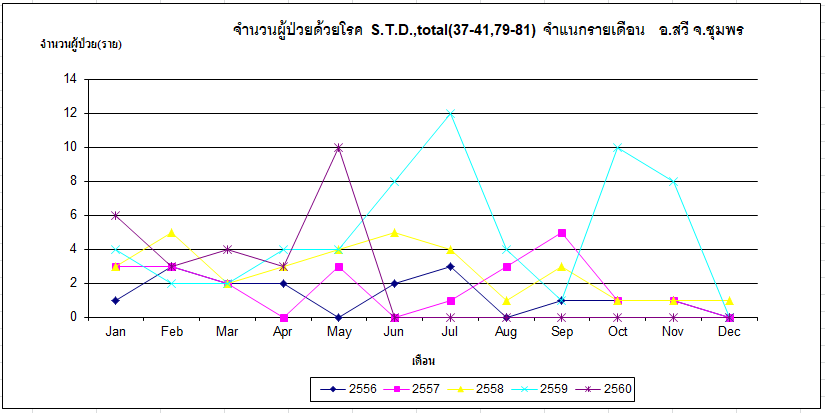 จำนวนผู้ป่วยด้วยโรค S.T.D.,total(37-41,79-81) จำแนกรายเดือน อ.สวี จ.ชุมพร
จำนวนผู้ป่วย(ราย)
14
12
10
8
6
4
2
0
Jan Feb Mar Apr May Jun Jul Aug Sep Oct Nov Dec
เดือน
2556 2557 2558 2559 2560